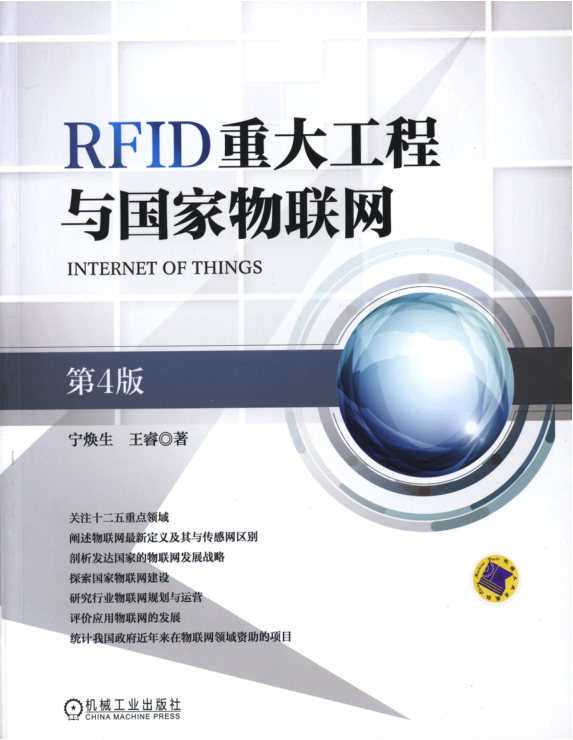 RFID重大工程
与国家物联网
INTERNET OF THINGS
第4版
宁焕生 王睿◎著
关注十二五重点领域
阐述物联网最新定义及其与传感网区别
剖析发达国家的物联网发展战略
探索国家物联网建设
研究行业物联网规划与运营
评价应用物联网的发展
统计我国政府近年来在物联网领域资助的项目
机械工业出版社
CHINA MACHINE PRESS